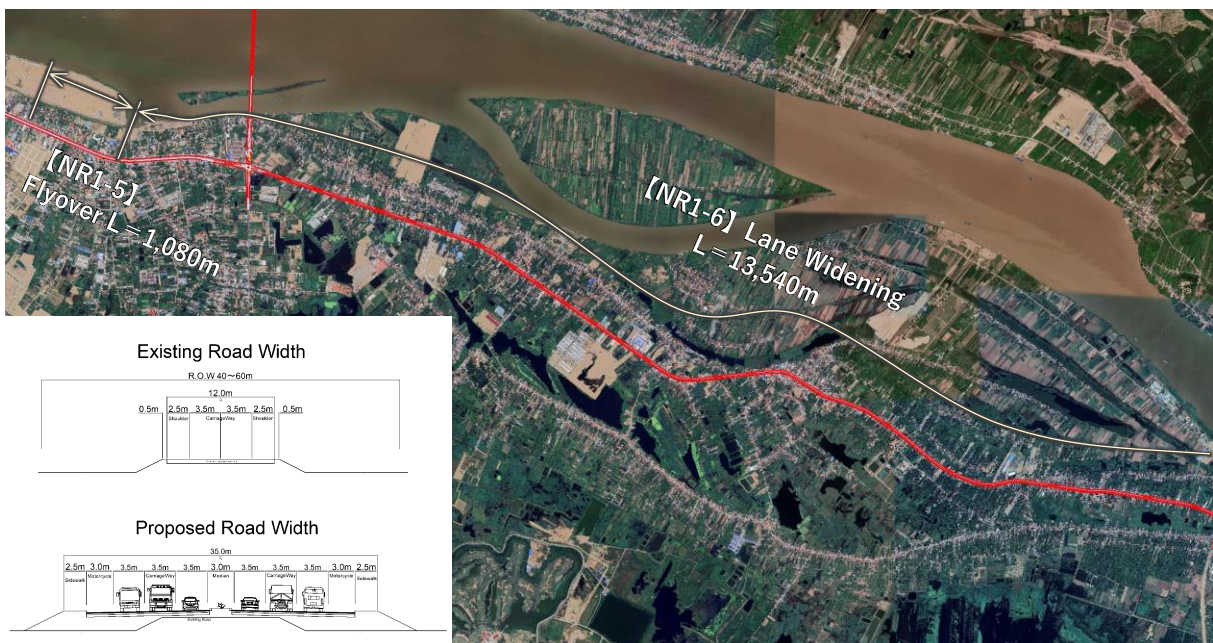 【NR1-5】
Flyover L＝1,080m
【NR1-6】Lane Widening
L＝13,540m
Existing Road Width
R.O.W 40～60m
12.0m
0.5m 2.5m 3.5m 3.5m 2.5m 0.5m
Shoulder CarriageWay Shoulder
Proposed Road Width
35.0m
2.5m 3.0m 3.5m 3.5m 3.5m 3.0m 3.5m 3.5m 3.5m 3.0m 2.5m
Sidewalk Motorcycle CarriageWay Median CarriageWay Motorcycle Sidewalk
Existing Road